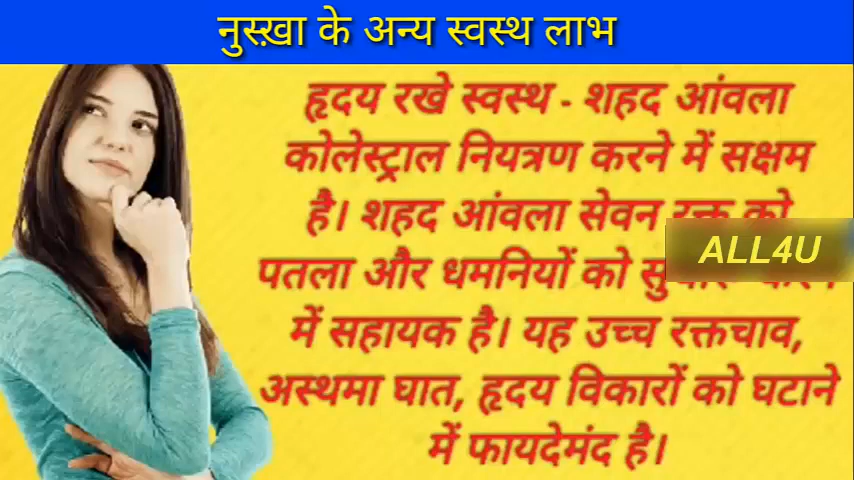 नुस्ख़ा के अन्य स्वस्थ लाभ
हृदय रखे स्वस्थ - शहद आंवला
कोलेस्ट्राल नियत्रण करने में सक्षम
है। शहद आंवला सेवन रक्त को
ALL4U
पतला और धमनियों को
में सहायक है। यह उच्च रक्तचाव,
अस्थमा घात, हृदय विकारों को घटाने
में फायदेमंद है।